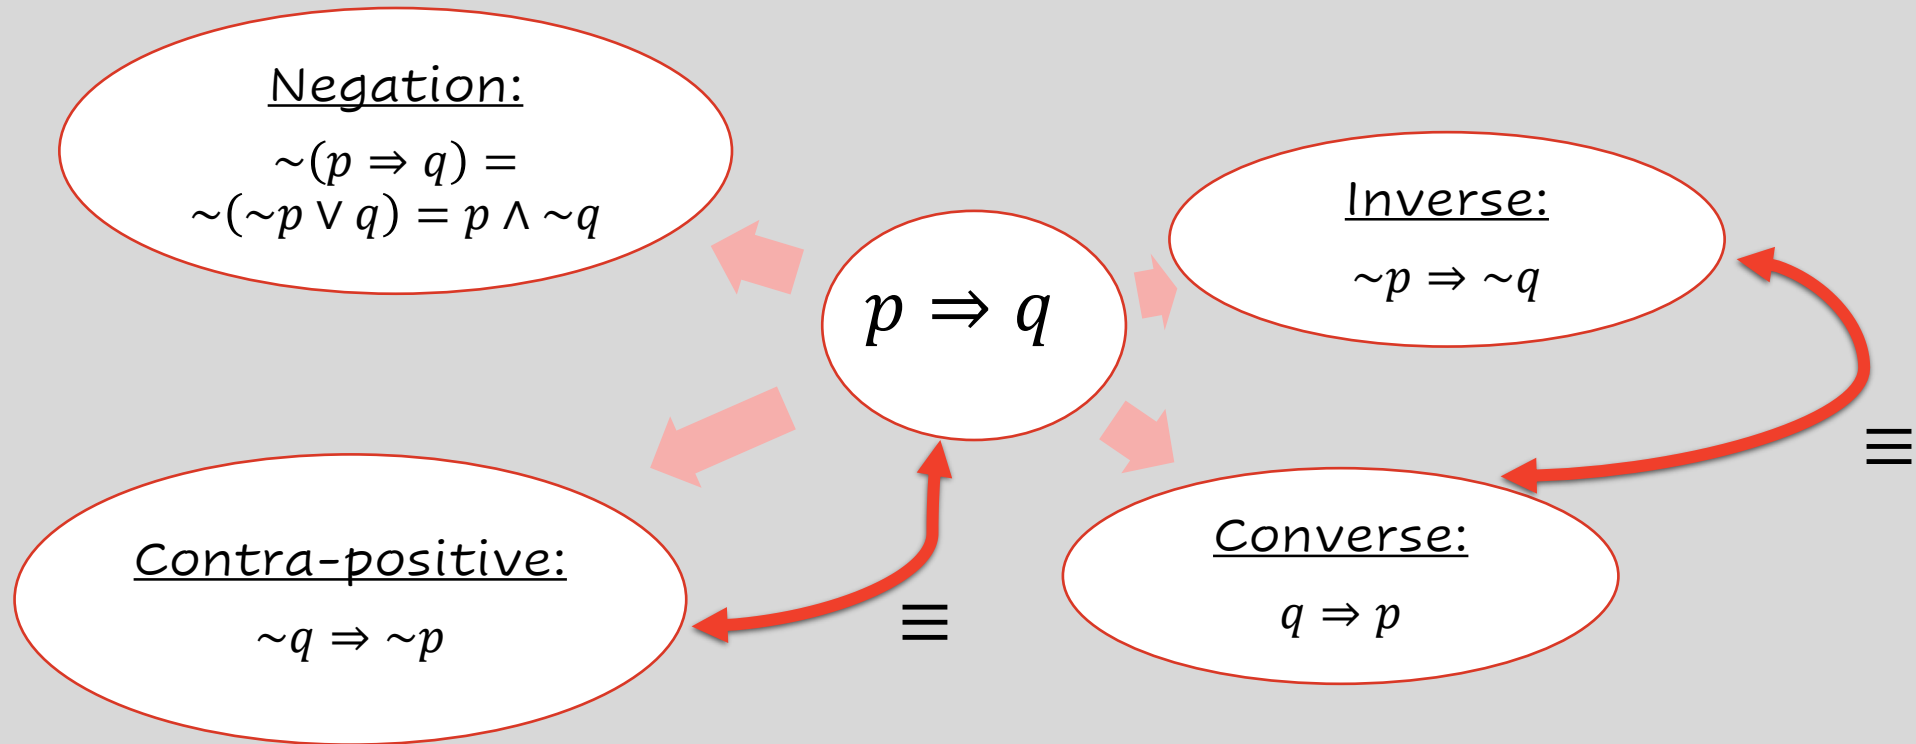 Negation:
~(𝑝 ⇒ 𝑞) =
~(~𝑝 ∨ 𝑞) = 𝑝 ∧ ~𝑞
Inverse:
~𝑝 ⇒ ~𝑞
𝑝 ⇒ 𝑞
≡
Contra-positive:
~𝑞 ⇒ ~𝑝
≡
Converse:
𝑞 ⇒ 𝑝